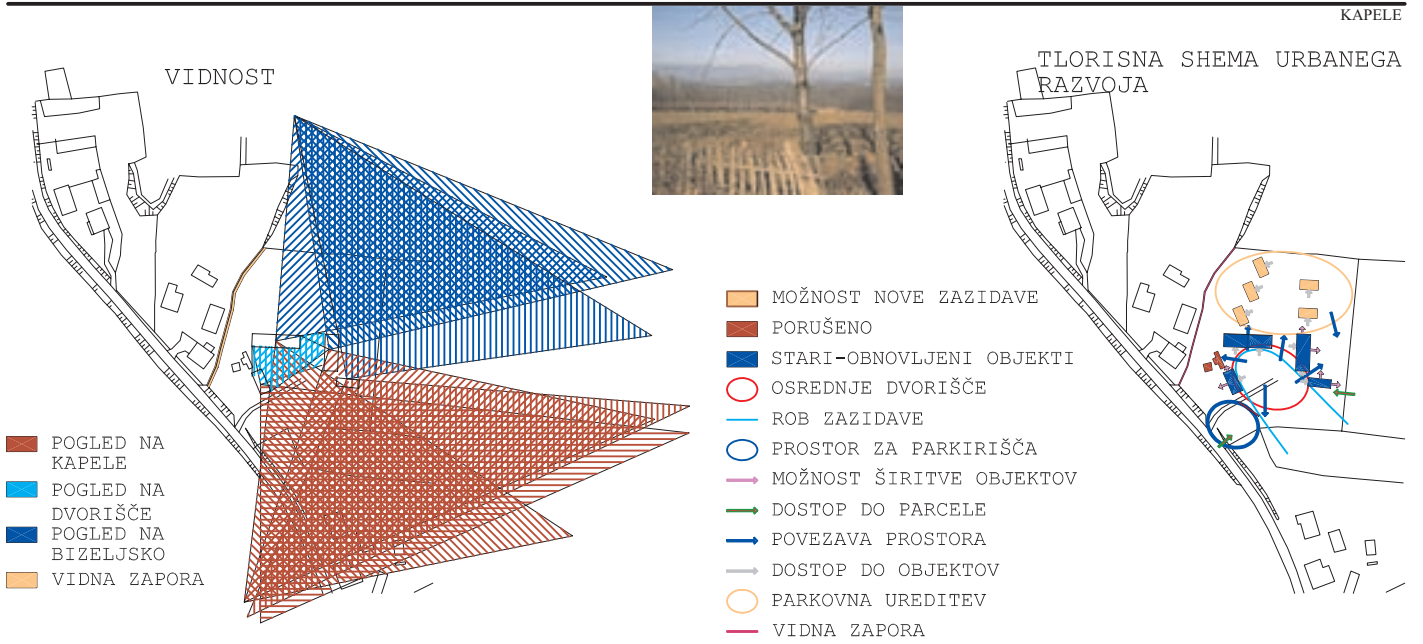 KAPELE
VIDNOST
TLORISNA SHEMA URBANEGA
RAZVOJA
POGLED NA
KAPELE
POGLED NA
DVORIŠČE
POGLED NA
BIZELJSKO
VIDNA ZAPORA
MOŽNOST NOVE ZAZIDAVE
PORUŠENO
STARI-OBNOVLJENI OBJEKTI
OSREDNJE DVORIŠČE
ROB ZAZIDAVE
PROSTOR ZA PARKIRIŠČA
MOŽNOST ŠIRITVE OBJEKTOV
DOSTOP DO PARCELE
POVEZAVA PROSTORA
DOSTOP DO OBJEKTOV
PARKOVNA UREDITEV
VIDNA ZAPORA